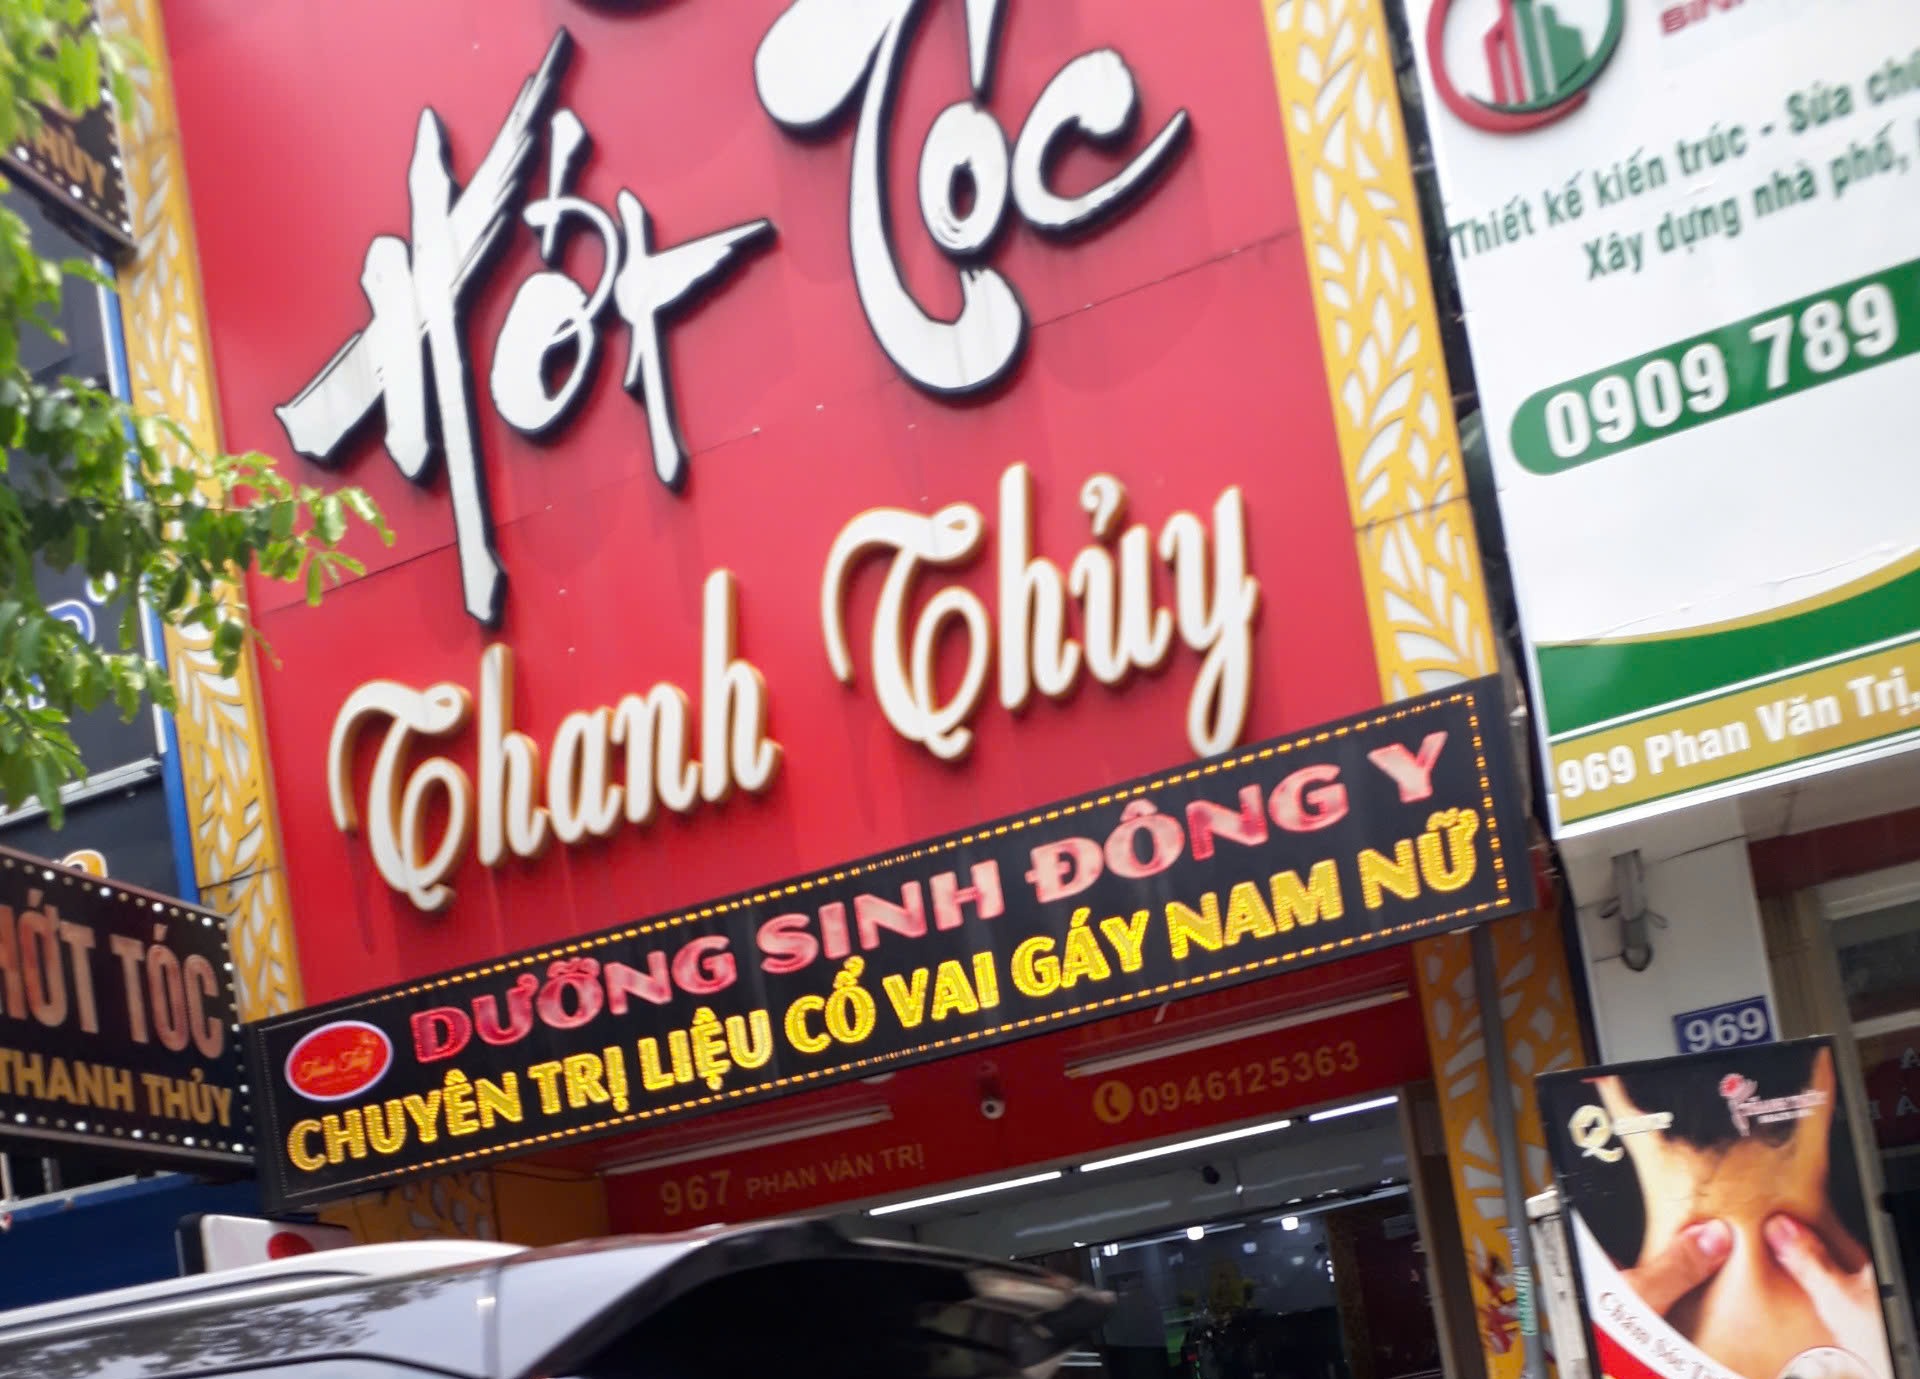 THỦY
Hớt Tóc
Thanh Thủy
DƯỠNG SINH ĐÔNG Y
CHUYÊN TRỊ LIỆU CỔ VAI GÁY NAM NỮ
HỚT TÓC
THANH THỦY
0946125363
967 PHAN VĂN TRỊ
Thiết kế kiến trúc - Sửa
Xây dựng nhà phố,
0909 789
969 Phan Văn Trị,
969